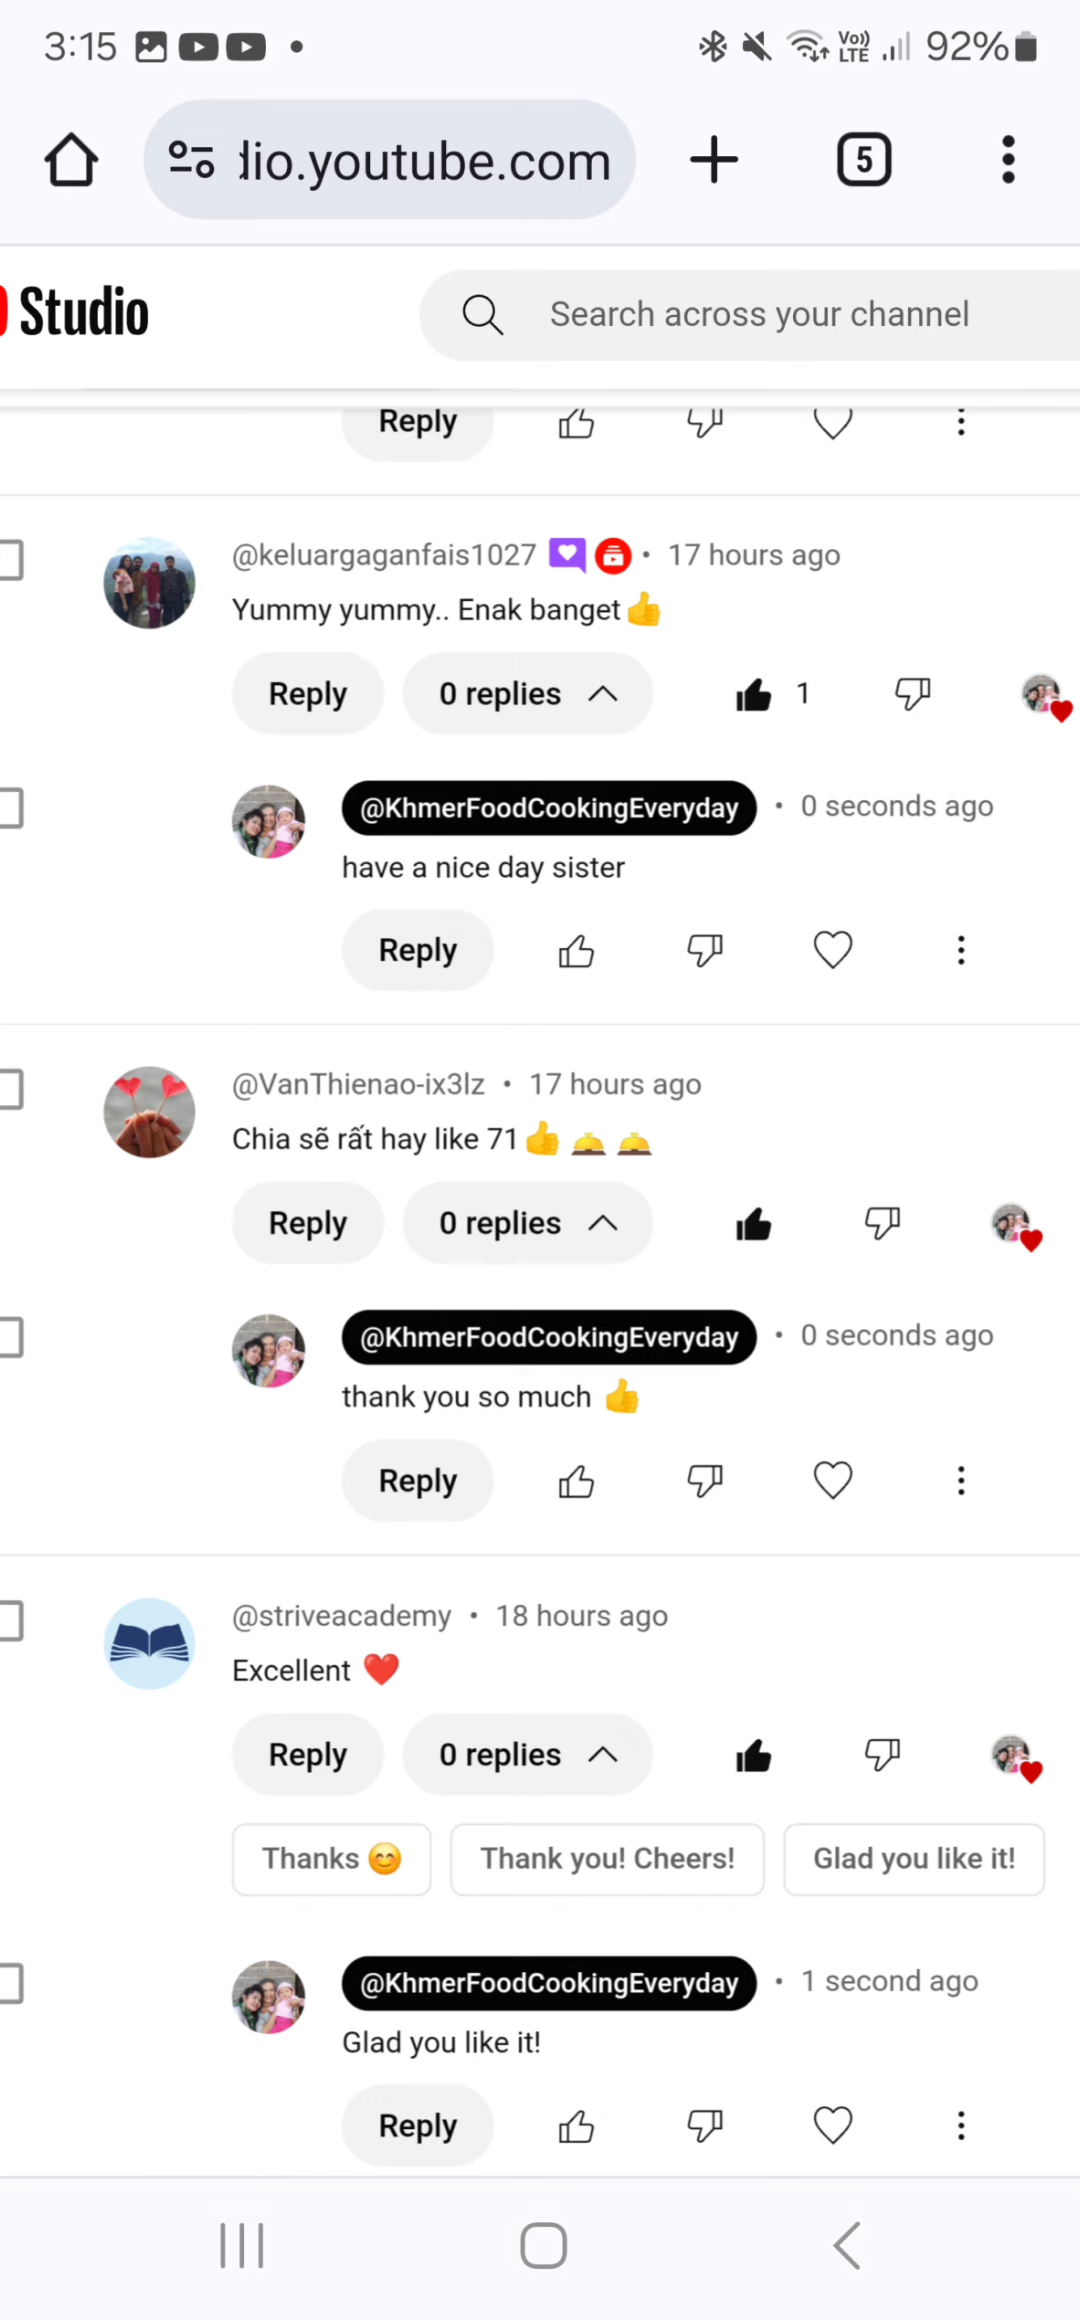 3:15
Vo)) LTE
92%
dio.youtube.com
5
Studio
Search across your channel
Reply
@keluargaganfais1027 • 17 hours ago
Yummy yummy.. Enak banget👍
Reply 0 replies 1
@KhmerFoodCookingEveryday • 0 seconds ago
have a nice day sister
Reply
@VanThienao-ix3lz • 17 hours ago
Chia sẽ rất hay like 71👍🛎️🛎️
Reply 0 replies
@KhmerFoodCookingEveryday • 0 seconds ago
thank you so much 👍
Reply
@striveacademy • 18 hours ago
Excellent ❤️
Reply 0 replies
Thanks 😊 Thank you! Cheers! Glad you like it!
@KhmerFoodCookingEveryday • 1 second ago
Glad you like it!
Reply